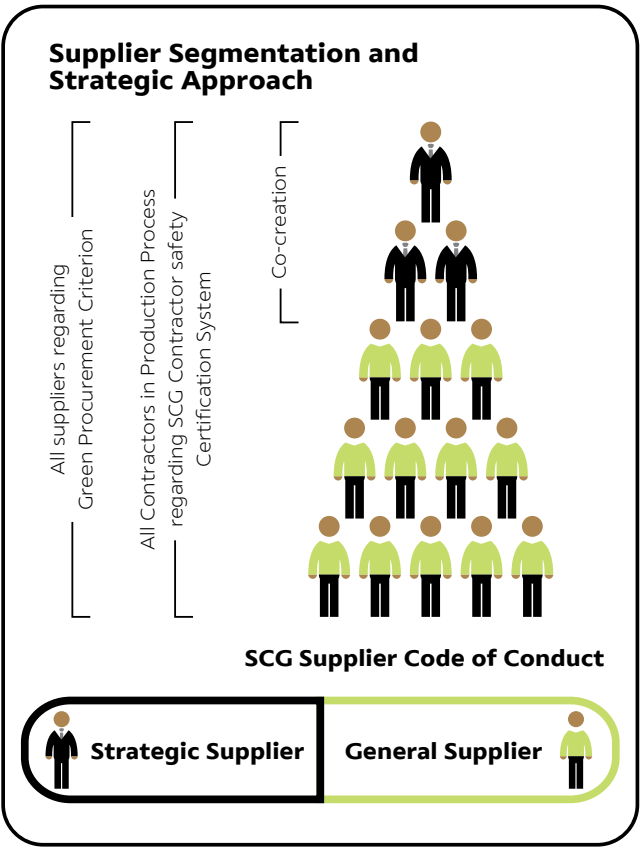 Supplier Segmentation and
Strategic Approach
All suppliers regarding
Green Procurement Criterion
All Contractors in Production Process
regarding SCG Contractor safety
Certification System
Co-creation
SCG Supplier Code of Conduct
Strategic Supplier
General Supplier